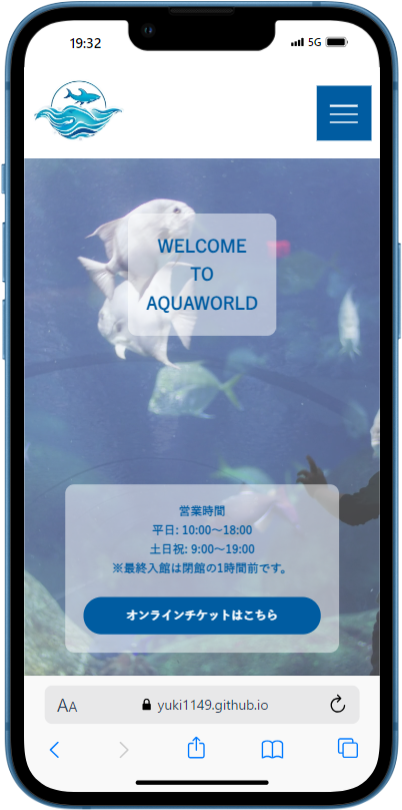 19:32
5G
WELCOME
TO
AQUAWORLD
営業時間
平日: 10:00〜18:00
土日祝: 9:00〜19:00
※最終入館は閉館の1時間前です。
オンラインチケットはこちら
AA
yuki1149.github.io